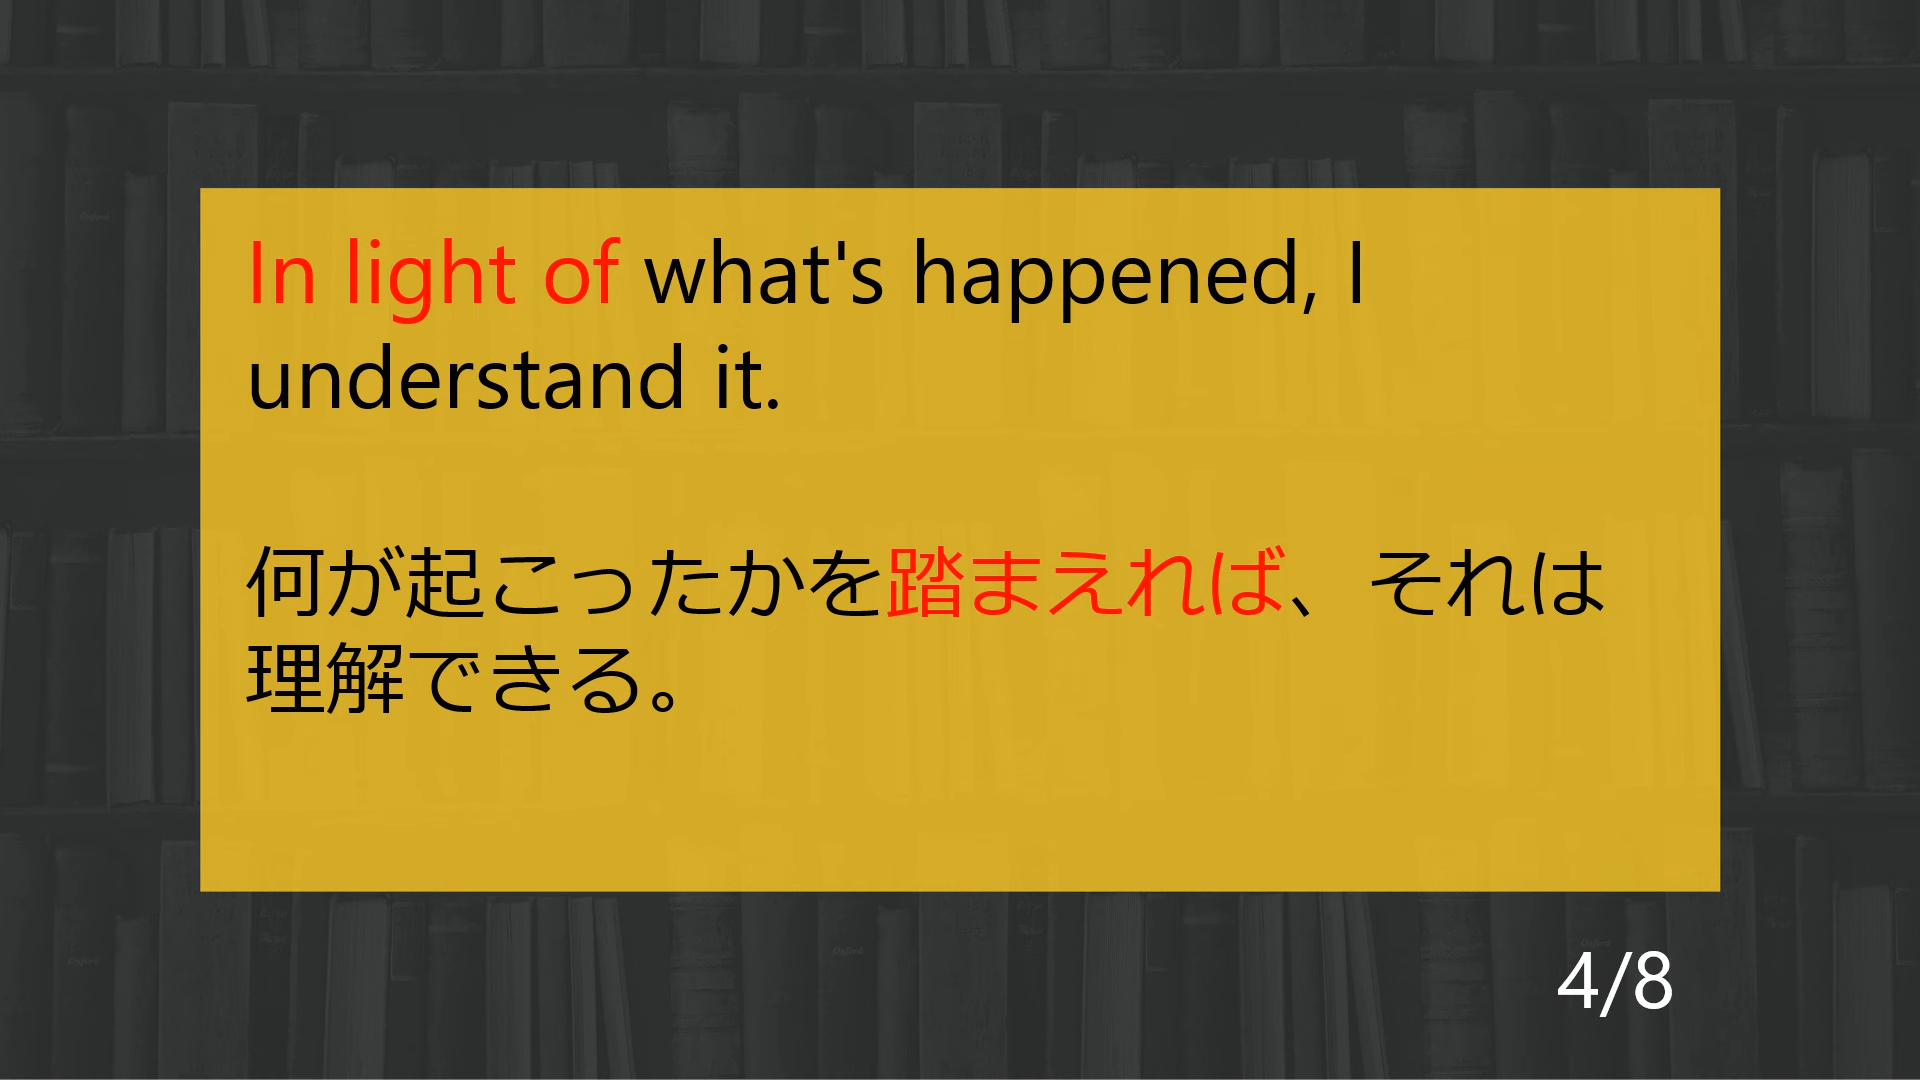 In light of what's happened, I
understand it.
何が起こったかを踏まえれば、それは
理解できる。
4/8